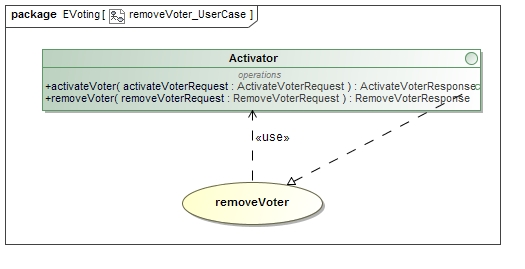 package EVoting [ removeVoter_UserCase ]
Activator
operations
+activateVoter( activateVoterRequest : ActivateVoterRequest ) : ActivateVoterResponse
+removeVoter( removeVoterRequest : RemoveVoterRequest ) : RemoveVoterResponse
«use»
removeVoter